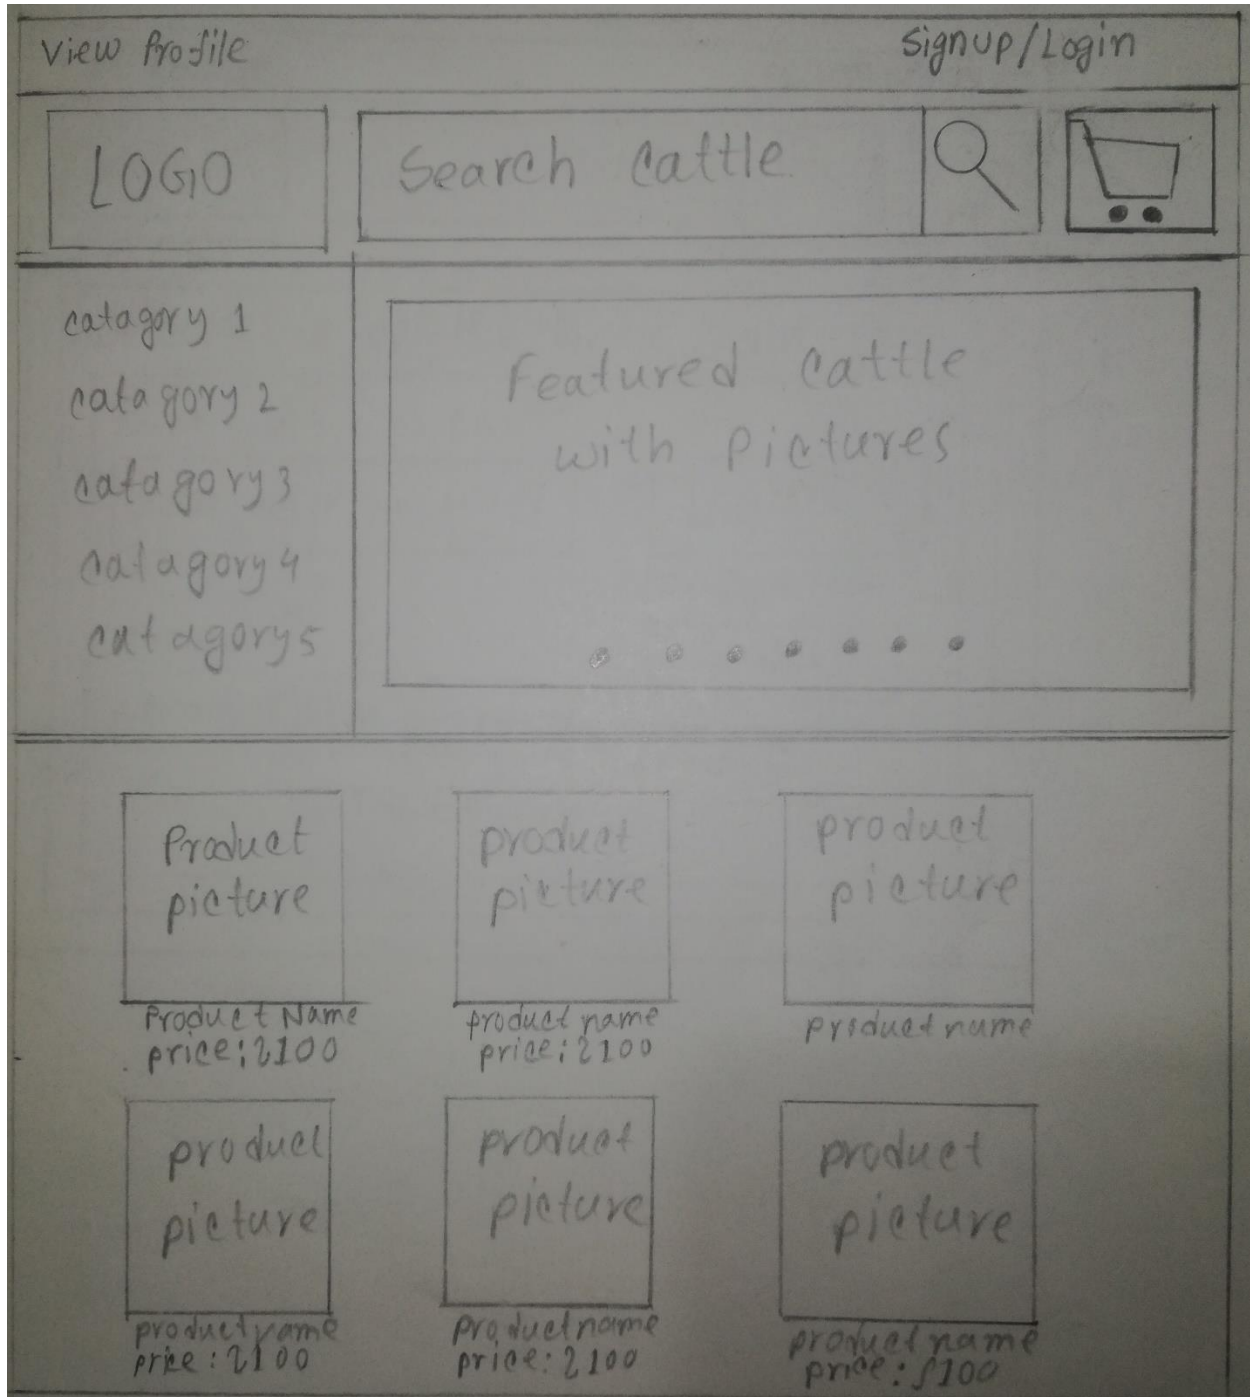 View Profile
Signup/Login
LOGO
Search cattle
catagory 1
catagory 2
catagory 3
catagory 4
catagory 5
Featured cattle
with pictures
Product
picture
product
picture
product
picture
Product Name
price: 2100
product name
price: 2100
product name
product
picture
product
picture
product
picture
product name
price: 2100
product name
price: 2100
product name
price: